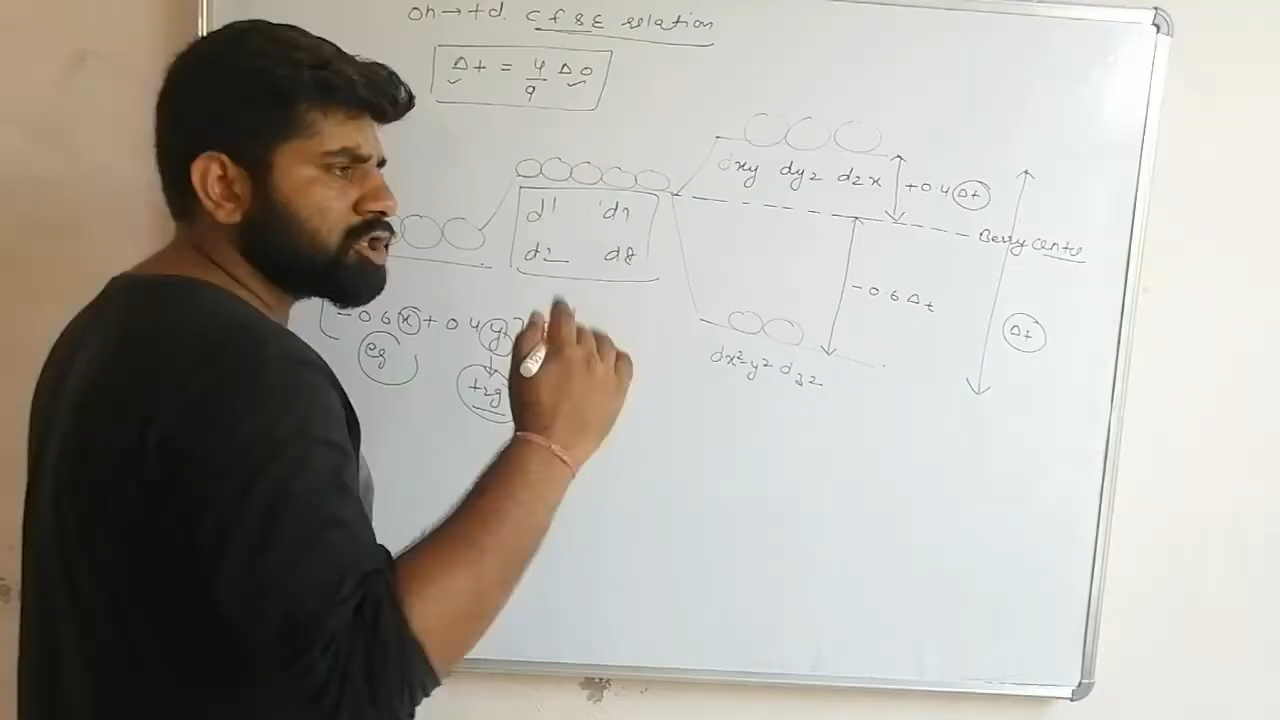 Oh → td. CFSE relation
Δt = 4/9 Δo
dxy dyz dzx
+0.4 Δt
d1 d7
d2 d8
Berry centre
-0.6 Δt
Δt
[-0.6 x + 0.4 y]
eg
t2g
dx²-y² dz2